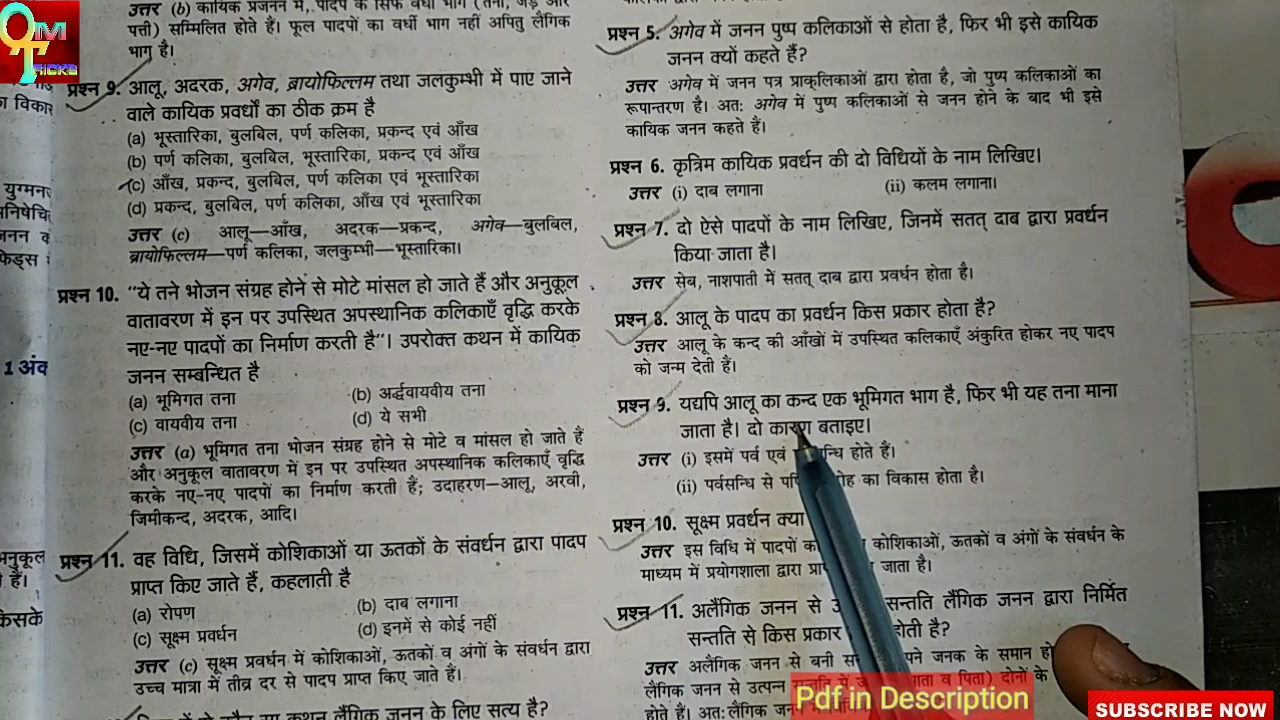 OM
TRICKS
उत्तर (b) कायिक प्रजनन में, पादप के सिर्फ वर्धी भाग (तना, जड़ और
पत्ती) सम्मिलित होते हैं। फूल पादपों का वर्धी भाग नहीं अपितु लैंगिक
भाग है।
प्रश्न 9. आलू, अदरक, अगेव, ब्रायोफिल्लम तथा जलकुम्भी में पाए जाने
वाले कायिक प्रवर्धों का ठीक क्रम है
(a) भूस्तारिका, बुलबिल, पर्ण कलिका, प्रकन्द एवं आँख
(b) पर्ण कलिका, बुलबिल, भूस्तारिका, प्रकन्द एवं आँख
(c) आँख, प्रकन्द, बुलबिल, पर्ण कलिका एवं भूस्तारिका
(d) प्रकन्द, बुलबिल, पर्ण कलिका, आँख एवं भूस्तारिका
उत्तर (c) आलू—आँख, अदरक—प्रकन्द, अगेव—बुलबिल,
ब्रायोफिल्लम—पर्ण कलिका, जलकुम्भी—भूस्तारिका।
प्रश्न 10. "ये तने भोजन संग्रह होने से मोटे मांसल हो जाते हैं और अनुकूल
वातावरण में इन पर उपस्थित अपस्थानिक कलिकाएँ वृद्धि करके
नए-नए पादपों का निर्माण करती है"। उपरोक्त कथन में कायिक
जनन सम्बन्धित है
(a) भूमिगत तना (b) अर्द्धवायवीय तना
(c) वायवीय तना (d) ये सभी
उत्तर (a) भूमिगत तना भोजन संग्रह होने से मोटे व मांसल हो जाते हैं
और अनुकूल वातावरण में इन पर उपस्थित अपस्थानिक कलिकाएँ वृद्धि
करके नए-नए पादपों का निर्माण करती हैं; उदाहरण—आलू, अरवी,
जिमीकन्द, अदरक, आदि।
प्रश्न 11. वह विधि, जिसमें कोशिकाओं या ऊतकों के संवर्धन द्वारा पादप
प्राप्त किए जाते हैं, कहलाती है
(a) रोपण (b) दाब लगाना
(c) सूक्ष्म प्रवर्धन (d) इनमें से कोई नहीं
उत्तर (c) सूक्ष्म प्रवर्धन में कोशिकाओं, ऊतकों व अंगों के संवर्धन द्वारा
उच्च मात्रा में तीव्र दर से पादप प्राप्त किए जाते हैं।
कथन लैंगिक जनन के लिए सत्य है?
प्रश्न 5. अगेव में जनन पुष्प कलिकाओं से होता है, फिर भी इसे कायिक
जनन क्यों कहते हैं?
उत्तर अगेव में जनन पत्र प्राक्लिकाओं द्वारा होता है, जो पुष्प कलिकाओं का
रूपान्तरण है। अतः अगेव में पुष्प कलिकाओं से जनन होने के बाद भी इसे
कायिक जनन कहते हैं।
प्रश्न 6. कृत्रिम कायिक प्रवर्धन की दो विधियों के नाम लिखिए।
उत्तर (i) दाब लगाना (ii) कलम लगाना।
प्रश्न 7. दो ऐसे पादपों के नाम लिखिए, जिनमें सतत् दाब द्वारा प्रवर्धन
किया जाता है।
उत्तर सेब, नाशपाती में सतत् दाब द्वारा प्रवर्धन होता है।
प्रश्न 8. आलू के पादप का प्रवर्धन किस प्रकार होता है?
उत्तर आलू के कन्द की आँखों में उपस्थित कलिकाएँ अंकुरित होकर नए पादप
को जन्म देती हैं।
प्रश्न 9. यद्यपि आलू का कन्द एक भूमिगत भाग है, फिर भी यह तना माना
जाता है। दो कारण बताइए।
उत्तर (i) इसमें पर्व एवं होते हैं।
(ii) पर्वसन्धि से का विकास होता है।
प्रश्न 10. सूक्ष्म प्रवर्धन क्या
उत्तर इस विधि में पादपों कोशिकाओं, ऊतकों व अंगों के संवर्धन के
माध्यम में प्रयोगशाला द्वारा जाता है।
प्रश्न 11. अलैंगिक जनन से सन्तति लैंगिक जनन द्वारा निर्मित
सन्तति से किस प्रकार होती है?
उत्तर अलैंगिक जनन से बनी जनक के समान
लैंगिक जनन से उत्पन्न व पिता) दोनों के
होते हैं। अतः लैंगिक
का विकास
1 अंक
अनुकूल
हैं।
किसके
Pdf in Description
SUBSCRIBE NOW